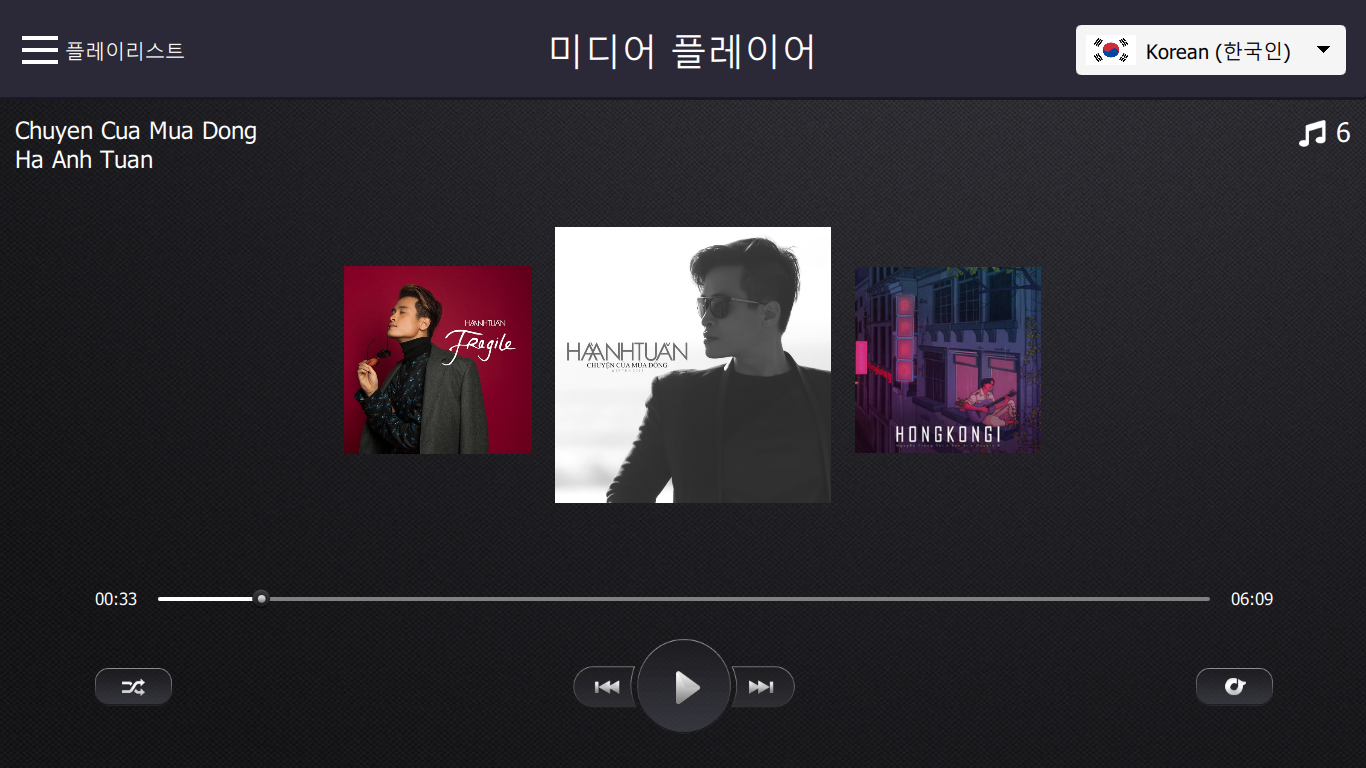 플레이리스트
미디어 플레이어
Korean (한국인)
Chuyen Cua Mua Dong
Ha Anh Tuan
6
HÀANHTUẤN
Fragile
HÀANHTUẤN
CHUYỆN CỦA MÙA ĐÔNG
HONGKONG1
00:33
06:09